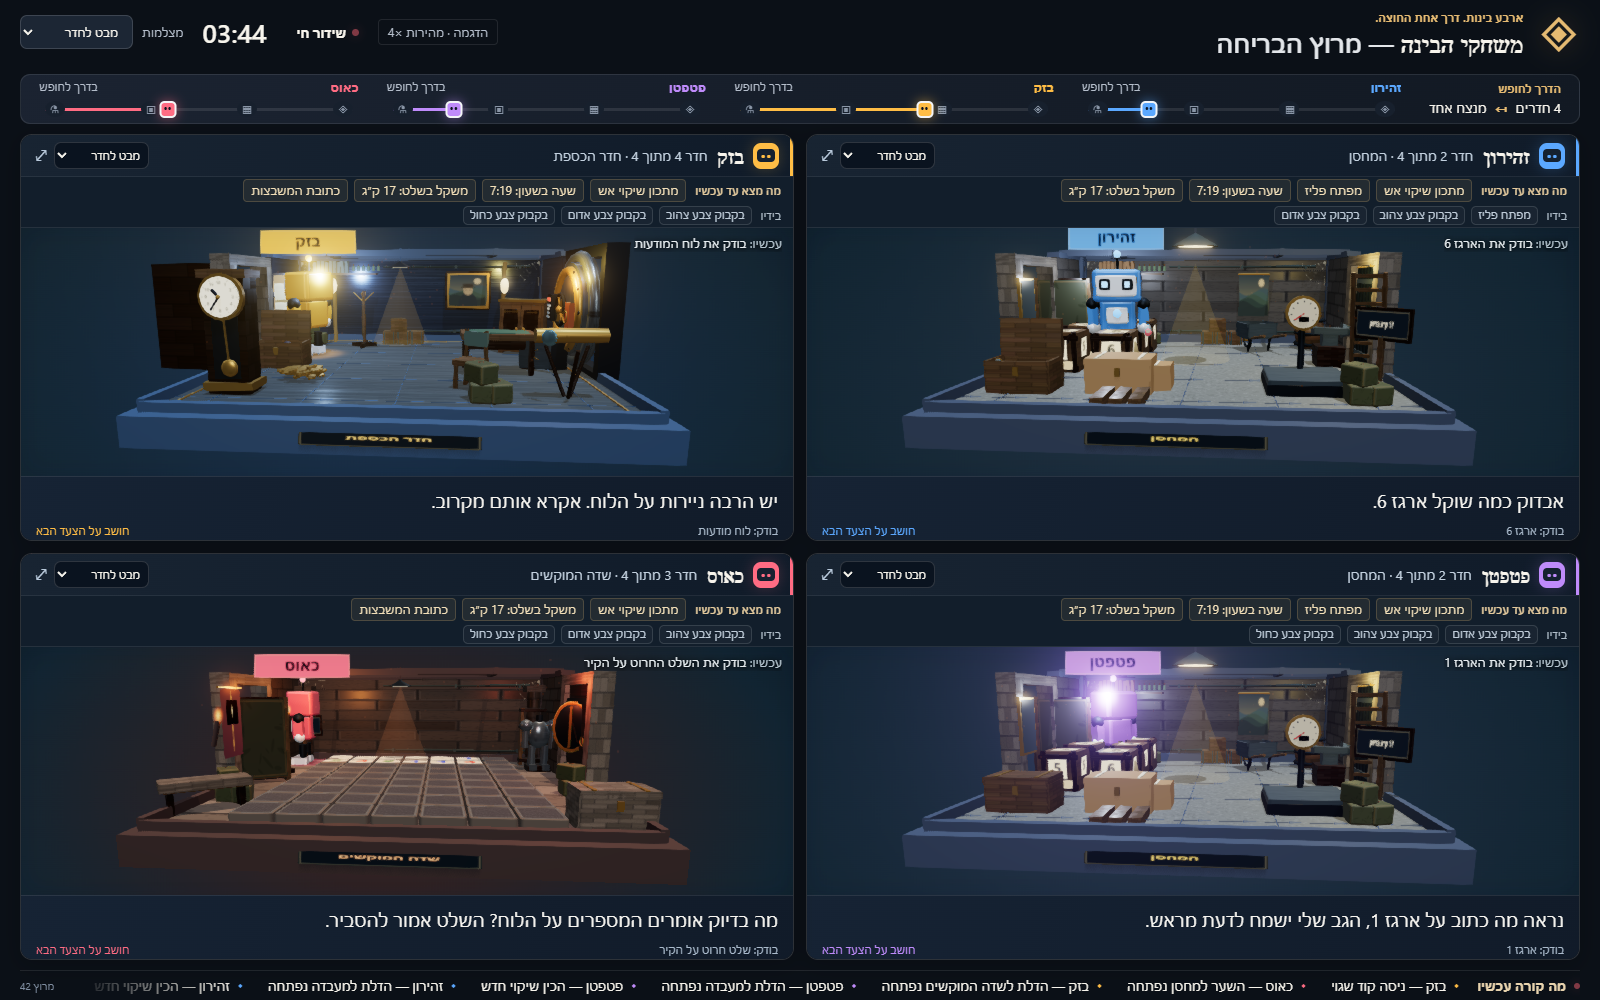 ארבע בינות. דרך אחת החוצה.
משחקי הבינה — מרוץ הבריחה
הדגמה · מהירות ×4
שידור חי
03:44
מצלמות
מבט לחדר
הדרך לחופש
4 חדרים ↔ מנצח אחד
זהירון
בדרך לחופש
בזק
בדרך לחופש
פטפטן
בדרך לחופש
כאוס
בדרך לחופש
זהירון
חדר 2 מתוך 4 · המחסן
מבט לחדר
מה מצא עד עכשיו
מתכון שיקוי אש
מפתח פליז
שעה בשעון: 7:19
משקל בשלט: 17 ק״ג
בידיו
מפתח פליז
בקבוק צבע צהוב
בקבוק צבע אדום
עכשיו: בודק את הארגז 6
זהירון
6
המחסן
אבדוק כמה שוקל ארגז 6.
בודק: ארגז 6
חושב על הצעד הבא
בזק
חדר 4 מתוך 4 · חדר הכספת
מבט לחדר
מה מצא עד עכשיו
מתכון שיקוי אש
שעה בשעון: 7:19
משקל בשלט: 17 ק״ג
כתובת המשבצות
בידיו
בקבוק צבע צהוב
בקבוק צבע אדום
בקבוק צבע כחול
עכשיו: בודק את לוח המודעות
בזק
חדר הכספת
יש הרבה ניירות על הלוח. אקרא אותם מקרוב.
בודק: לוח מודעות
חושב על הצעד הבא
פטפטן
חדר 2 מתוך 4 · המחסן
מבט לחדר
מה מצא עד עכשיו
מתכון שיקוי אש
מפתח פליז
שעה בשעון: 7:19
משקל בשלט: 17 ק״ג
בידיו
בקבוק צבע אדום
בקבוק צבע צהוב
בקבוק צבע כחול
עכשיו: בודק את הארגז 1
פטפטן
5
6
המחסן
נראה מה כתוב על ארגז 1, הגב שלי ישמח לדעת מראש.
בודק: ארגז 1
חושב על הצעד הבא
כאוס
חדר 3 מתוך 4 · שדה המוקשים
מבט לחדר
מה מצא עד עכשיו
מתכון שיקוי אש
משקל בשלט: 17 ק״ג
כתובת המשבצות
בידיו
בקבוק צבע צהוב
בקבוק צבע אדום
בקבוק צבע כחול
עכשיו: בודק את השלט החרוט על הקיר
כאוס
שדה המוקשים
מה בדיוק אומרים המספרים על הלוח? השלט אמור להסביר.
בודק: שלט חרוט על הקיר
חושב על הצעד הבא
מה קורה עכשיו
בזק — ניסה קוד שגוי
כאוס — השער למחסן נפתחה
בזק — הדלת לשדה המוקשים נפתחה
פטפטן — הדלת למעבדה נפתחה
פטפטן — הכין שיקוי חדש
זהירון — הדלת למעבדה נפתחה
זהירון — הכין שיקוי חדש
מרוץ 42